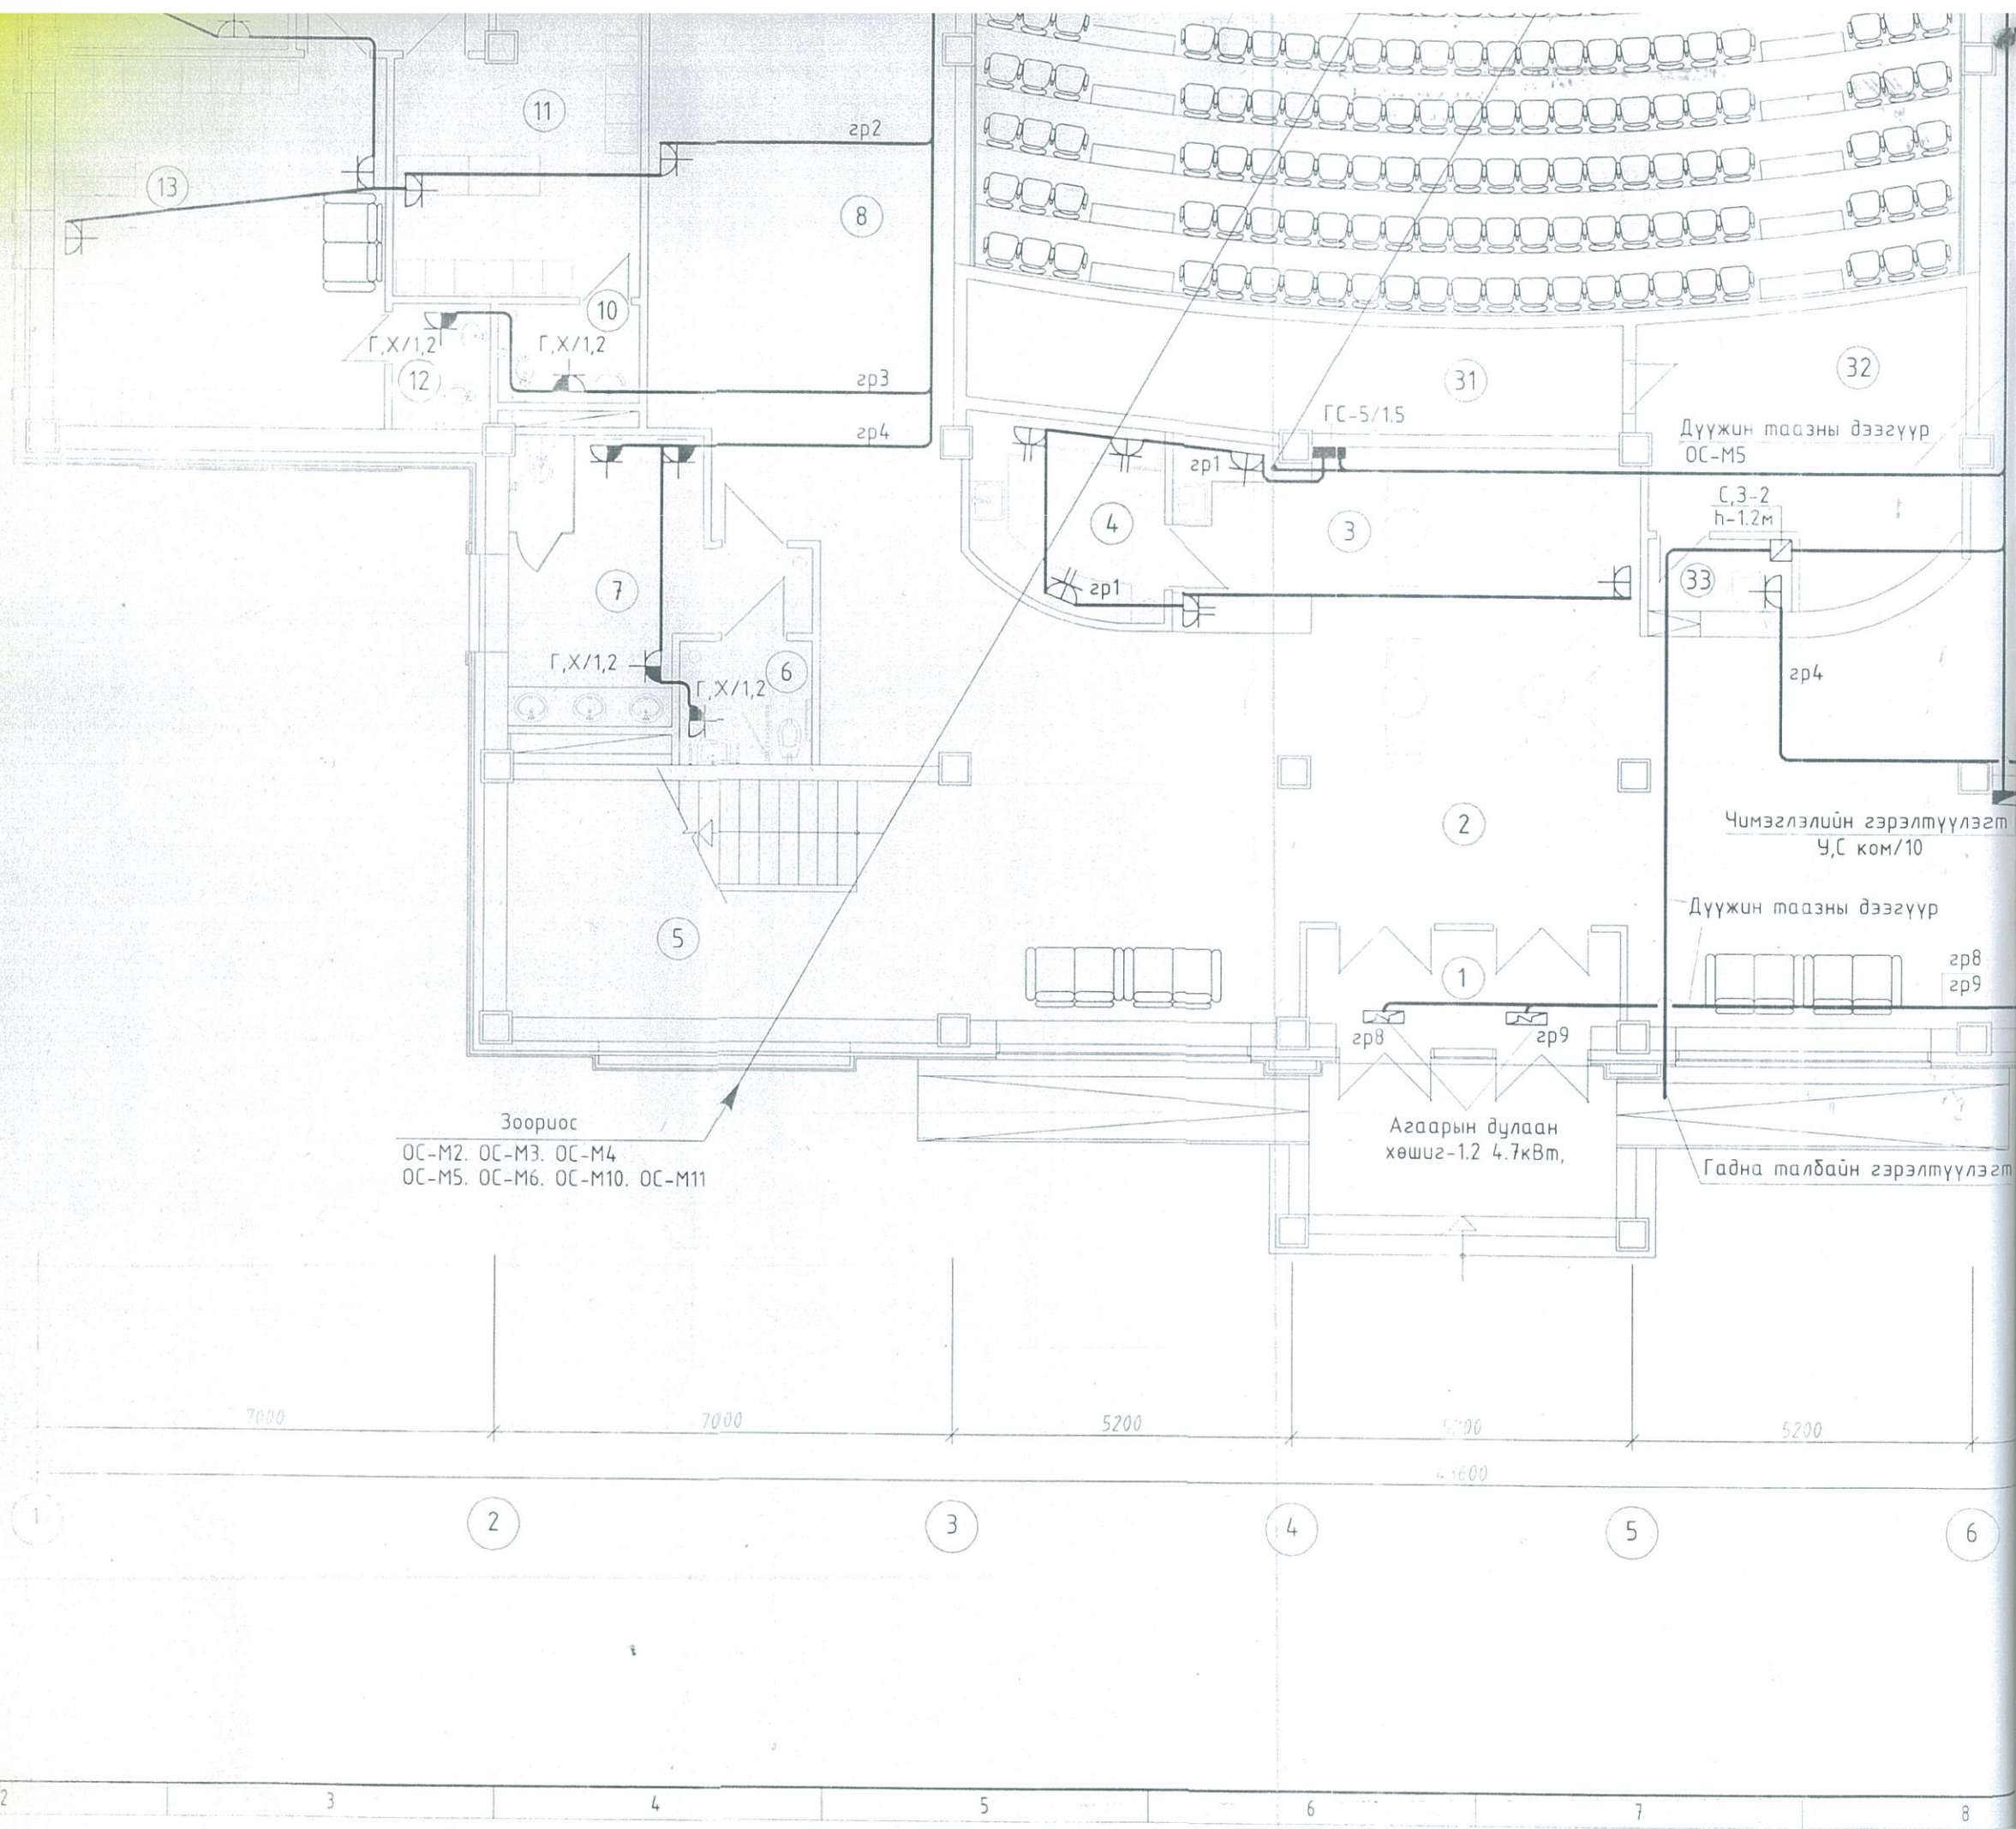 11
гр2
13
8
10
Г,Х/1,2
Г,Х/1,2
12
гр3
31
32
ГС-5/1.5
Дүүжин таазны дээгүүр
ОС-М5
гр4
гр1
С,З-2
h-1.2м
4
3
7
гр1
33
Г,Х/1,2
6
Г,Х/1,2
гр4
2
Чимэглэлийн гэрэлтүүлэгт
У,С ком/10
Дүүжин таазны дээгүүр
5
1
гр8
гр9
гр8
гр9
Зоориос
ОС-М2. ОС-М3. ОС-М4
ОС-М5. ОС-М6. ОС-М10. ОС-М11
Агаарын дулаан
хөшиг-1.2 4.7кВт,
Гадна талбайн гэрэлтүүлэгт
7000
7000
5200
5200
1
2
3
4
5
6
2
3
4
5
6
7
8